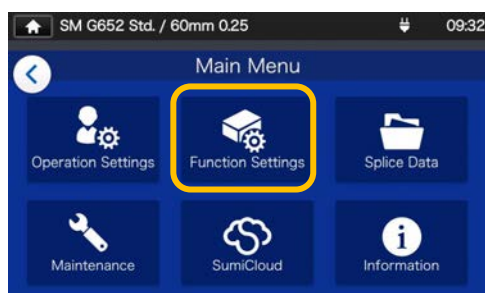 SM G652 Std. / 60mm 0.25 09:32
Main Menu
Operation Settings Function Settings Splice Data
Maintenance SumiCloud Information